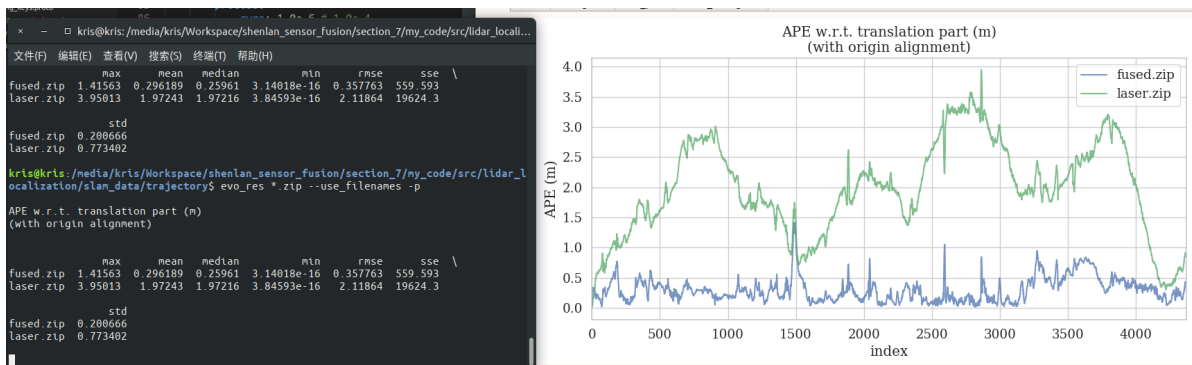 × – □ kris@kris: /media/kris/Workspace/shenlan_sensor_fusion/section_7/my_code/src/lidar_locali...
文件(F) 编辑(E) 查看(V) 搜索(S) 终端(T) 帮助(H)
max mean median min rmse sse \
fused.zip 1.41563 0.296189 0.25961 3.14018e-16 0.357763 559.593
laser.zip 3.95013 1.97243 1.97216 3.84593e-16 2.11864 19624.3
std
fused.zip 0.200666
laser.zip 0.773402
kris@kris:/media/kris/Workspace/shenlan_sensor_fusion/section_7/my_code/src/lidar_l
ocalization/slam_data/trajectory$ evo_res *.zip --use_filenames -p
APE w.r.t. translation part (m)
(with origin alignment)
max mean median min rmse sse \
fused.zip 1.41563 0.296189 0.25961 3.14018e-16 0.357763 559.593
laser.zip 3.95013 1.97243 1.97216 3.84593e-16 2.11864 19624.3
std
fused.zip 0.200666
laser.zip 0.773402
APE w.r.t. translation part (m)
(with origin alignment)
fused.zip
laser.zip
APE (m)
4.0
3.5
3.0
2.5
2.0
1.5
1.0
0.5
0.0
0 500 1000 1500 2000 2500 3000 3500 4000
index